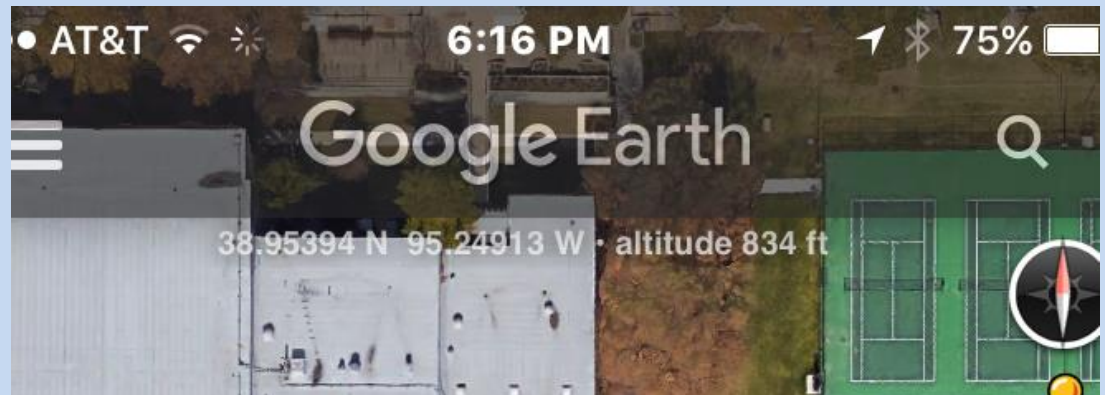 AT&T 6:16 PM 75%
Google Earth
38.95394 N 95.24913 W • altitude 834 ft